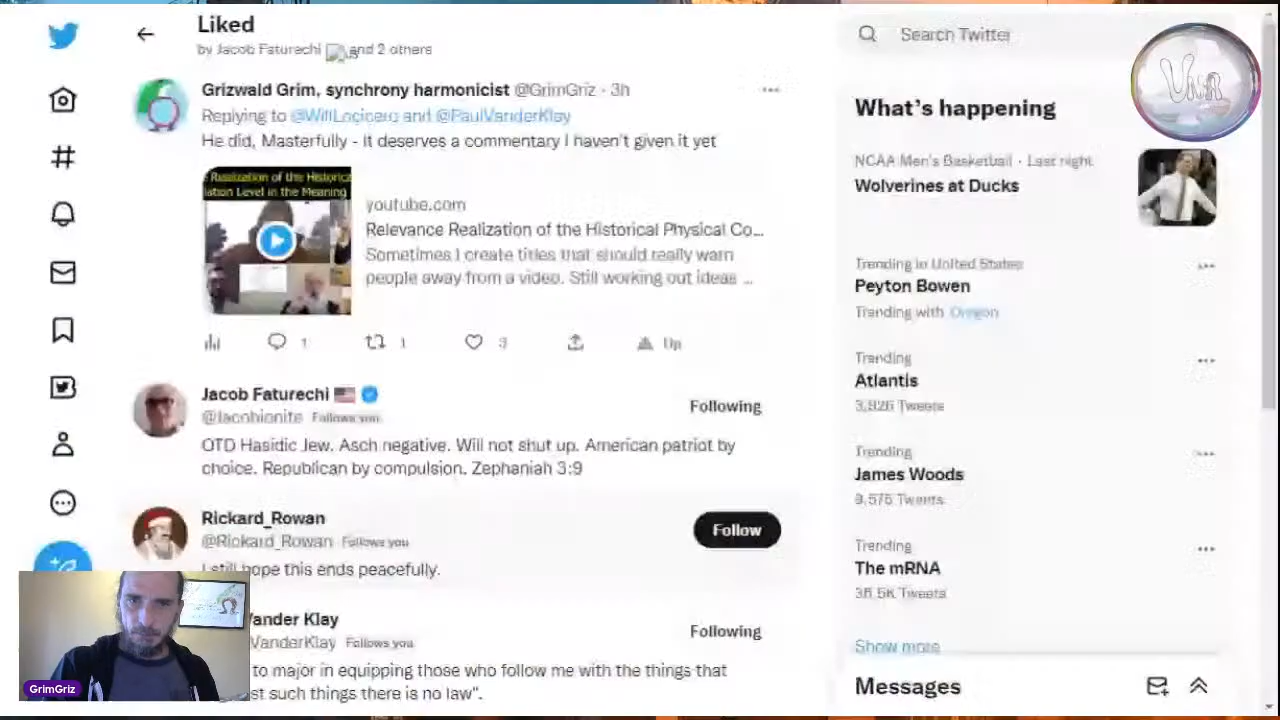 Liked
by Jacob Faturechi and 2 others
Grizwald Grim, synchrony harmonicist @GrimGriz · 3h
Replying to @WillLogicero and @PaulVanderKlay
He did, Masterfully - It deserves a commentary I haven't given it yet
Realization of the Historica
lation Level in the Meaning
youtube.com
Relevance Realization of the Historical Physical Co...
Sometimes I create titles that should really warn
people away from a video. Still working out ideas ...
1
1
3
Up
Jacob Faturechi
@Jacobionite Follows you
Following
OTD Hasidic Jew. Asch negative. Will not shut up. American patriot by
choice. Republican by compulsion. Zephaniah 3:9
Rickard_Rowan
@Rickard_Rowan Follows you
Follow
I still hope this ends peacefully.
Vander Klay
VanderKlay Follows you
Following
to major in equipping those who follow me with the things that
st such things there is no law".
GrimGriz
Search Twitter
What's happening
NCAA Men's Basketball · Last night
Wolverines at Ducks
Trending in United States
Peyton Bowen
Trending with Oregon
Trending
Atlantis
3,926 Tweets
Trending
James Woods
Tweets
Trending
The mRNA
Tweets
Show more
Messages